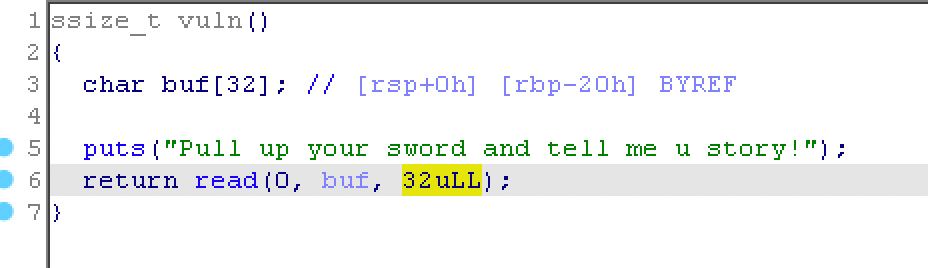 1 ssize_t vuln()
2 {
3 char buf[32]; // [rsp+0h] [rbp-20h] BYREF
4
5 puts("Pull up your sword and tell me u story!");
6 return read(0, buf, 32uLL);
7 }